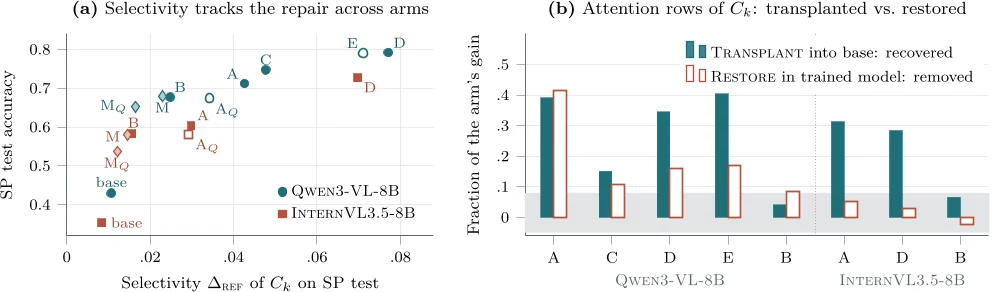 (a) Selectivity tracks the repair across arms
SP test accuracy
0.8
0.7
0.6
0.5
0.4
0
.02
.04
.06
.08
Selectivity Δ_REF of C_k on SP test
E
D
C
A
B
M
M_Q
A_Q
base
D
A
B
M
M_Q
A_Q
base
QWEN3-VL-8B
INTERNVL3.5-8B
(b) Attention rows of C_k: transplanted vs. restored
Fraction of the arm's gain
.5
.4
.3
.2
.1
0
TRANSPLANT into base: recovered
RESTORE in trained model: removed
A C D E B A D B
QWEN3-VL-8B INTERNVL3.5-8B